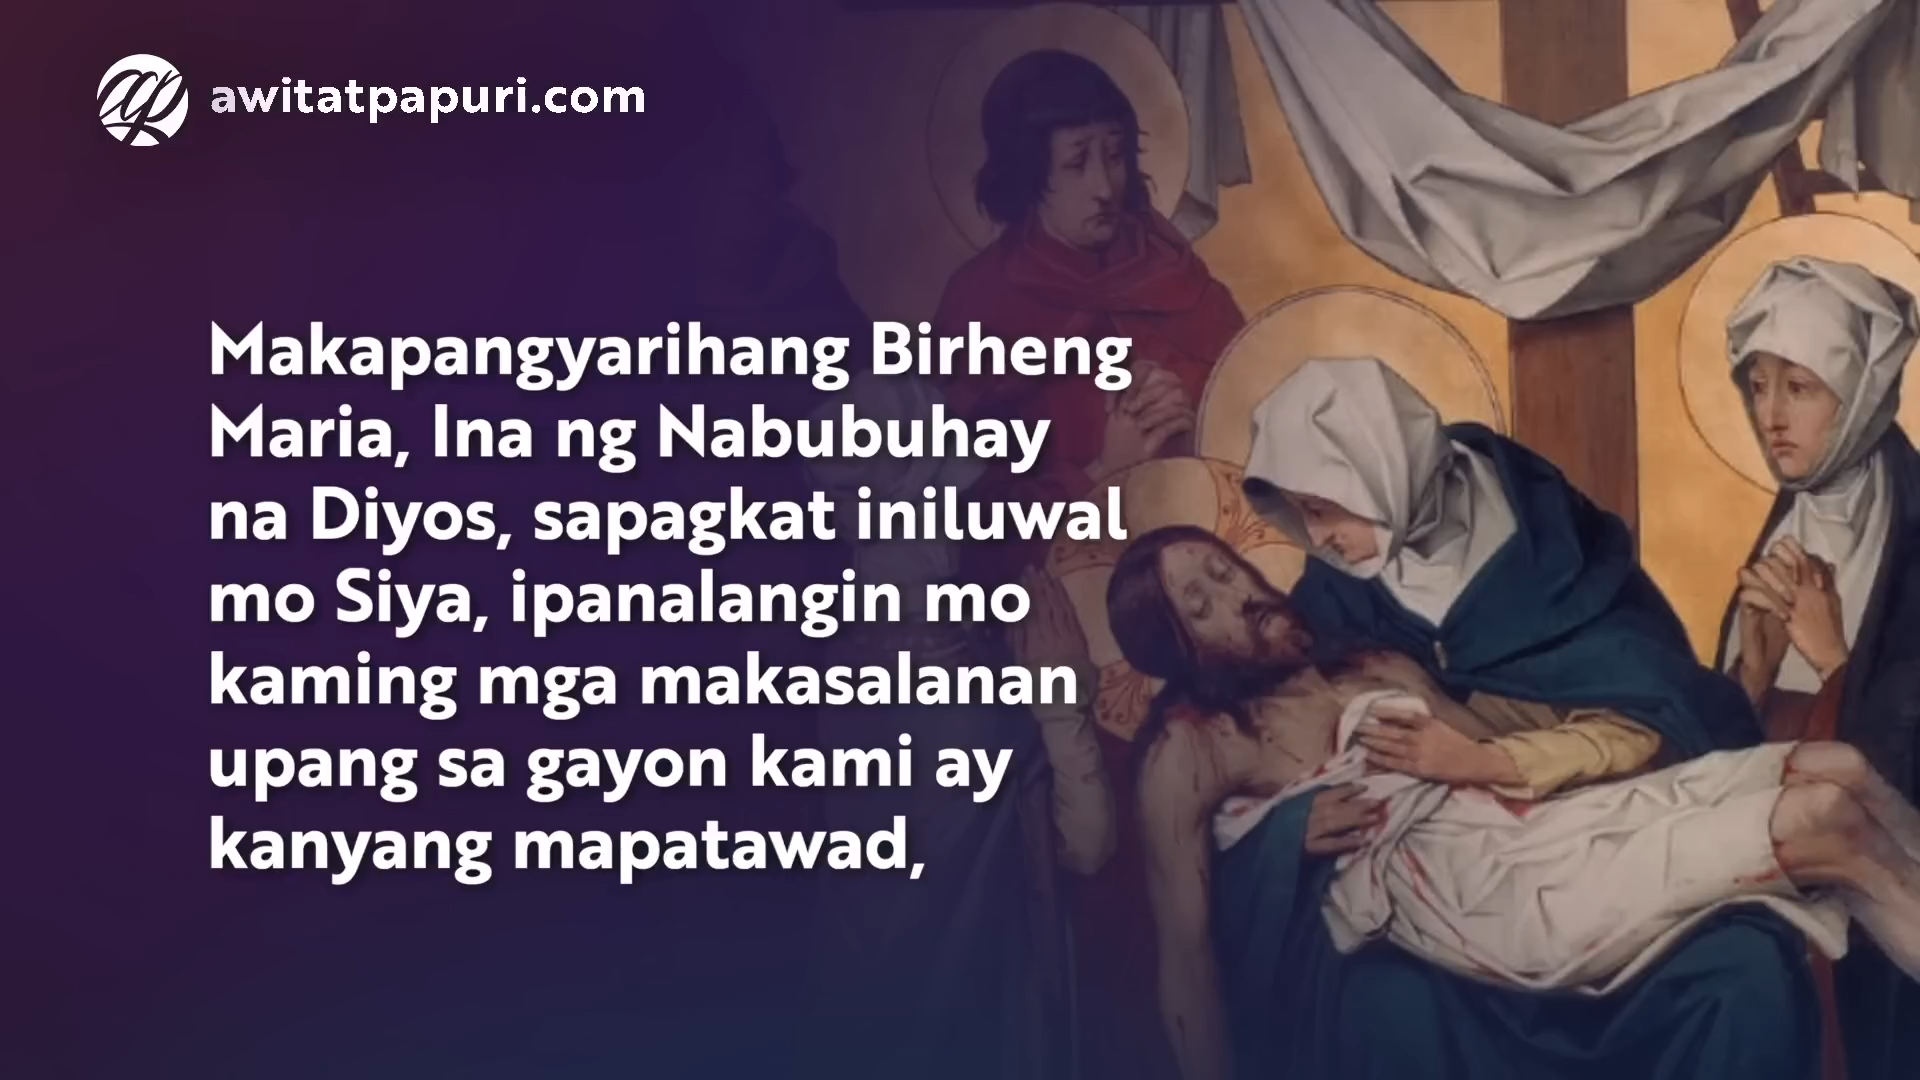 awitatpapuri.com
Makapangyarihang Birheng
Maria, Ina ng Nabubuhay
na Diyos, sapagkat iniluwal
mo Siya, ipanalangin mo
kaming mga makasalanan
upang sa gayon kami ay
kanyang mapatawad,